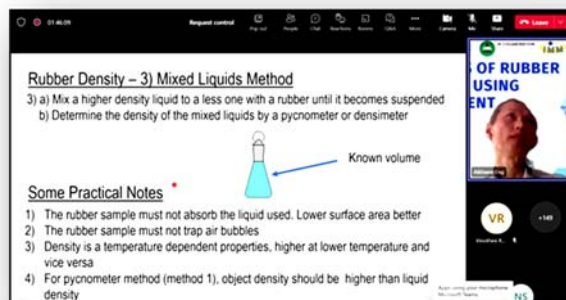 01:46:09
Request control
Pop out
People
Chat
Reactions
Rooms
Q&A
More
Camera
Mic
Share
Leave
Rubber Density – 3) Mixed Liquids Method
3) a) Mix a higher density liquid to a less one with a rubber until it becomes suspended
b) Determine the density of the mixed liquids by a pycnometer or densimeter
Known volume
Some Practical Notes
1) The rubber sample must not absorb the liquid used. Lower surface area better
2) The rubber sample must not trap air bubbles
3) Density is a temperature dependent properties, higher at lower temperature and
vice versa
4) For pycnometer method (method 1), object density should be higher than liquid
density
S OF RUBBER
USING
ENT
VR
+149
Apps using your microphone
Microsoft Teams
NS